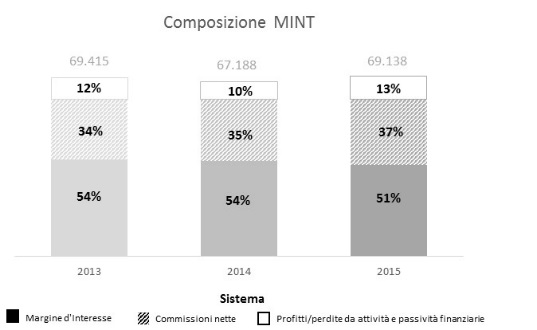 Composizione MINT
69.415 67.188 69.138
12% 10% 13%
34% 35% 37%
54% 54% 51%
2013 2014 2015
Sistema
Margine d'Interesse Commissioni nette Profitti/perdite da attività e passività finanziarie